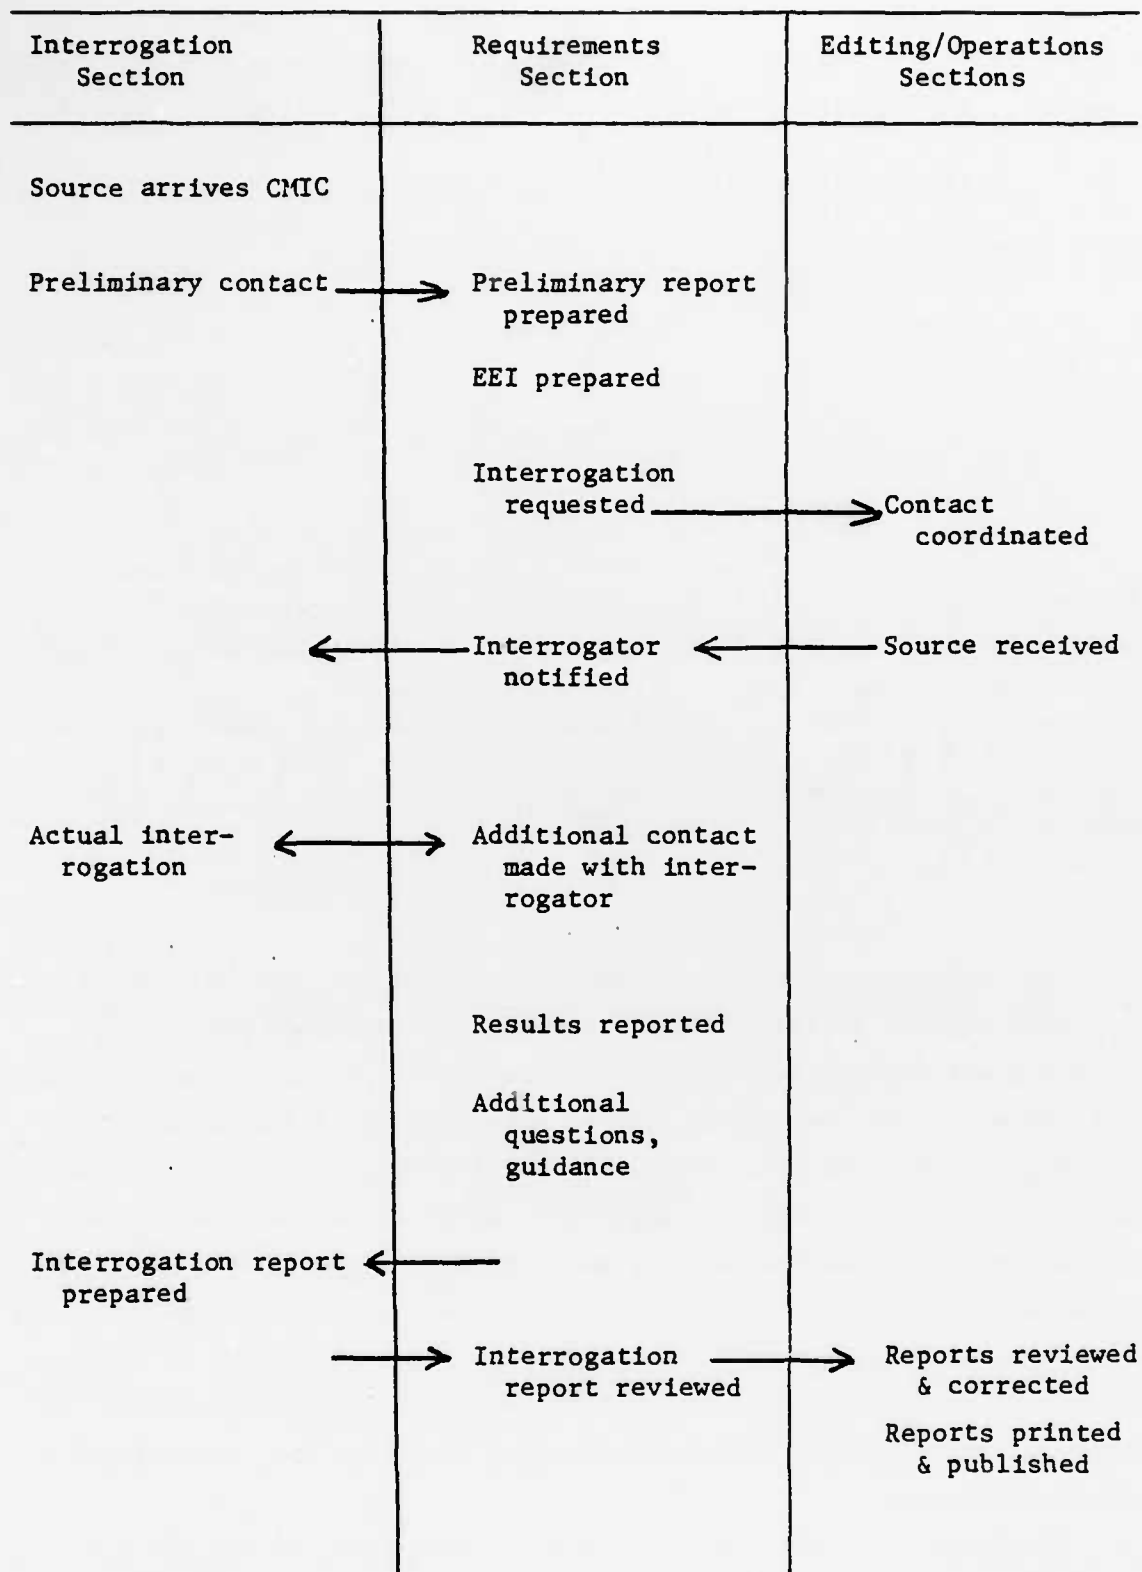 Interrogation
Section
Requirements
Section
Editing/Operations
Sections
Source arrives CMIC
Preliminary contact
Preliminary report
prepared
EEI prepared
Interrogation
requested
Contact
coordinated
Interrogator
notified
Source received
Actual inter-
rogation
Additional contact
made with inter-
rogator
Results reported
Additional
questions,
guidance
Interrogation report
prepared
Interrogation
report reviewed
Reports reviewed
& corrected
Reports printed
& published